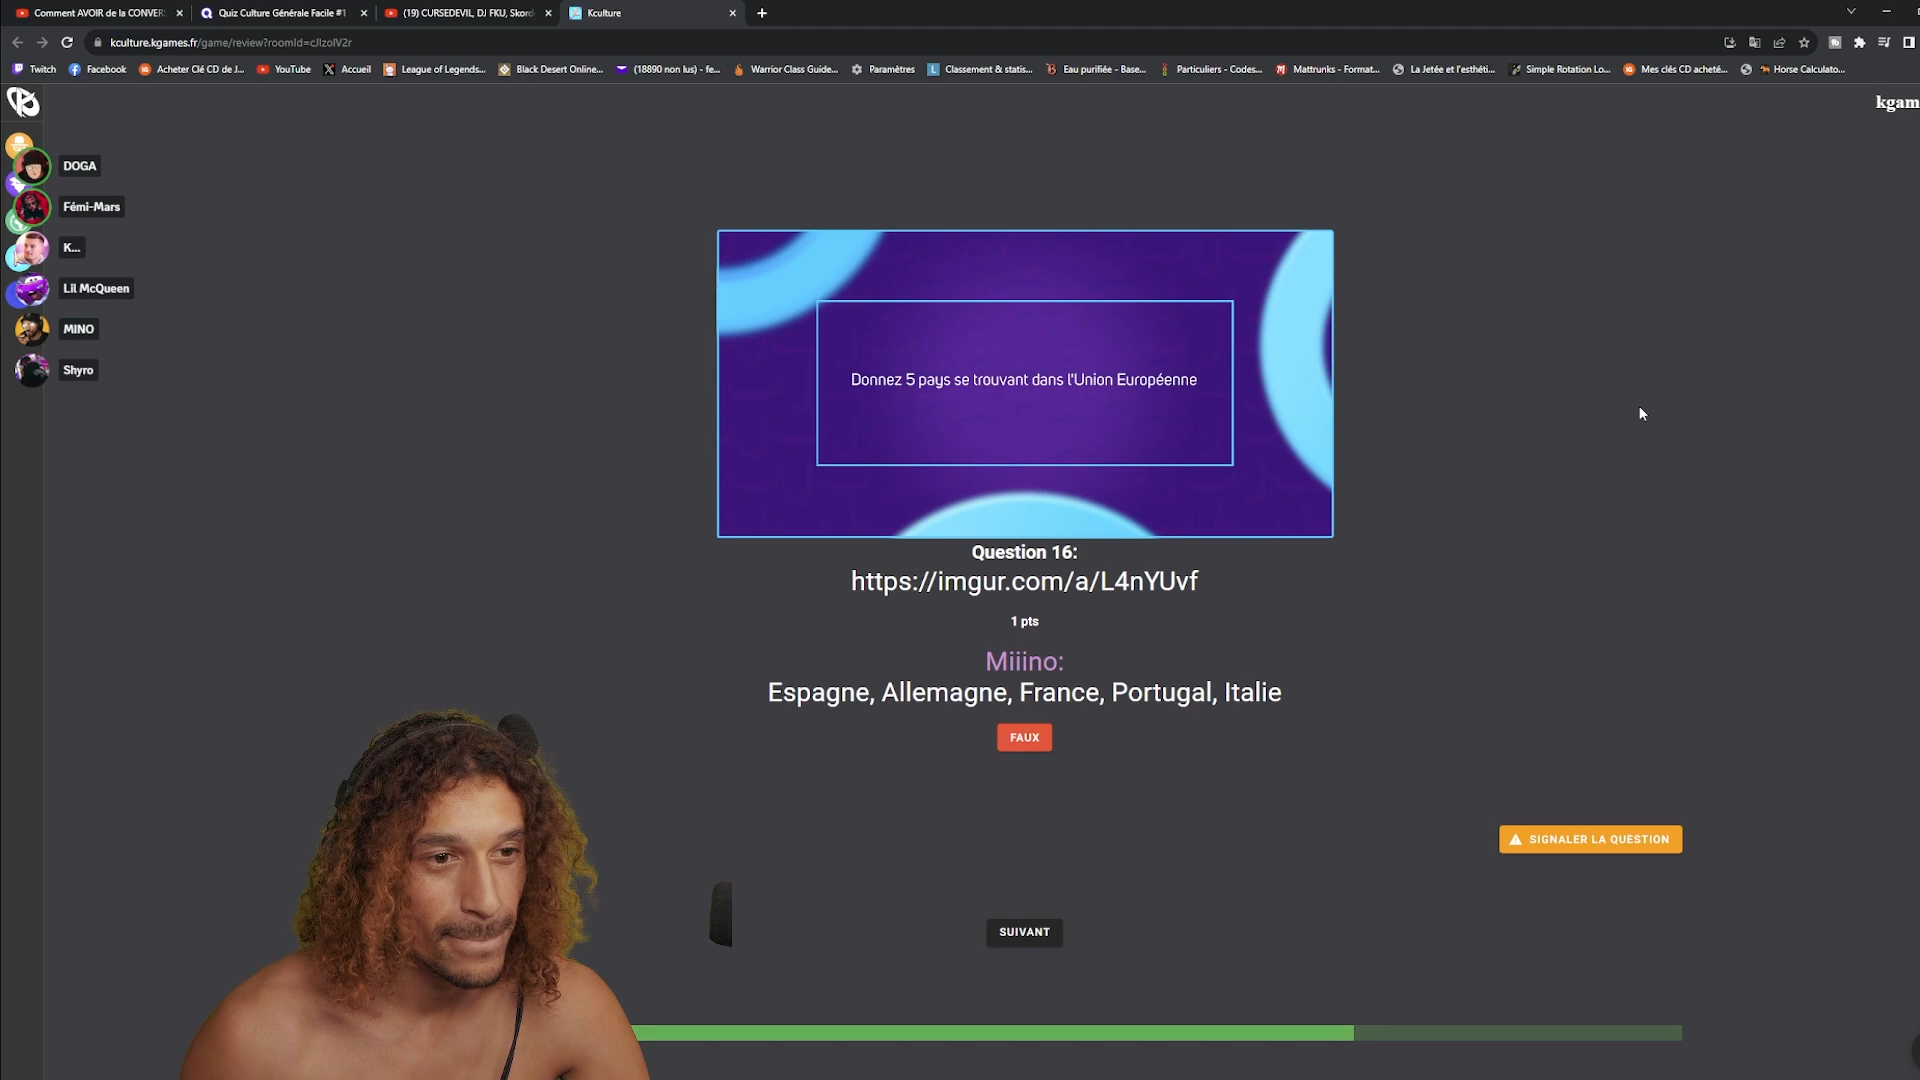 Comment AVOIR de la CONVER
Quiz Culture Générale Facile #1
(19) CURSEDEVIL, DJ FKU, Skord
Kculture
kculture.kgames.fr/game/review?roomId=cJlzolV2r
Twitch
Facebook
Acheter Clé CD de J...
YouTube
Accueil
League of Legends...
Black Desert Online...
(18890 non lus) - fe...
Warrior Class Guide...
Paramètres
Classement & statis...
Eau purifiée - Base...
Particuliers - Codes...
Mattrunks - Format...
La Jetée et l'esthéti...
Simple Rotation Lo...
Mes clés CD acheté...
Horse Calculato...
kgam
DOGA
Fémi-Mars
K...
Lil McQueen
MINO
Shyro
Donnez 5 pays se trouvant dans l'Union Européenne
Question 16:
https://imgur.com/a/L4nYUvf
1 pts
Miiino:
Espagne, Allemagne, France, Portugal, Italie
FAUX
SIGNALER LA QUESTION
SUIVANT